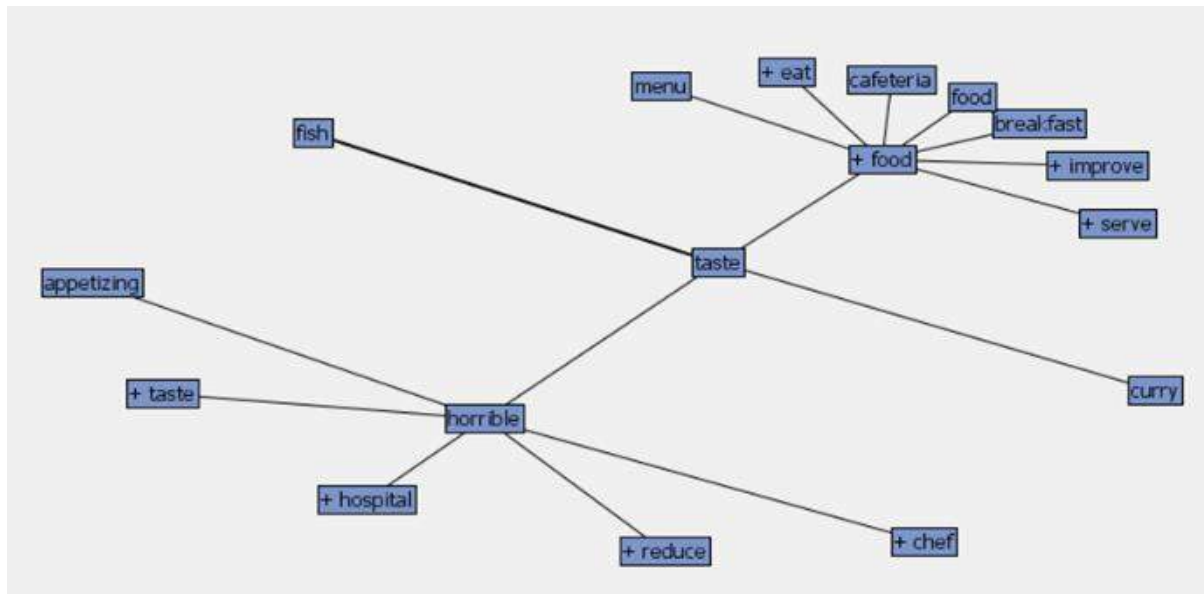 + eat
cafeteria
menu
food
breakfast
fish
+ food
+ improve
+ serve
taste
appetizing
+ taste
curry
horrible
+ hospital
+ chef
+ reduce